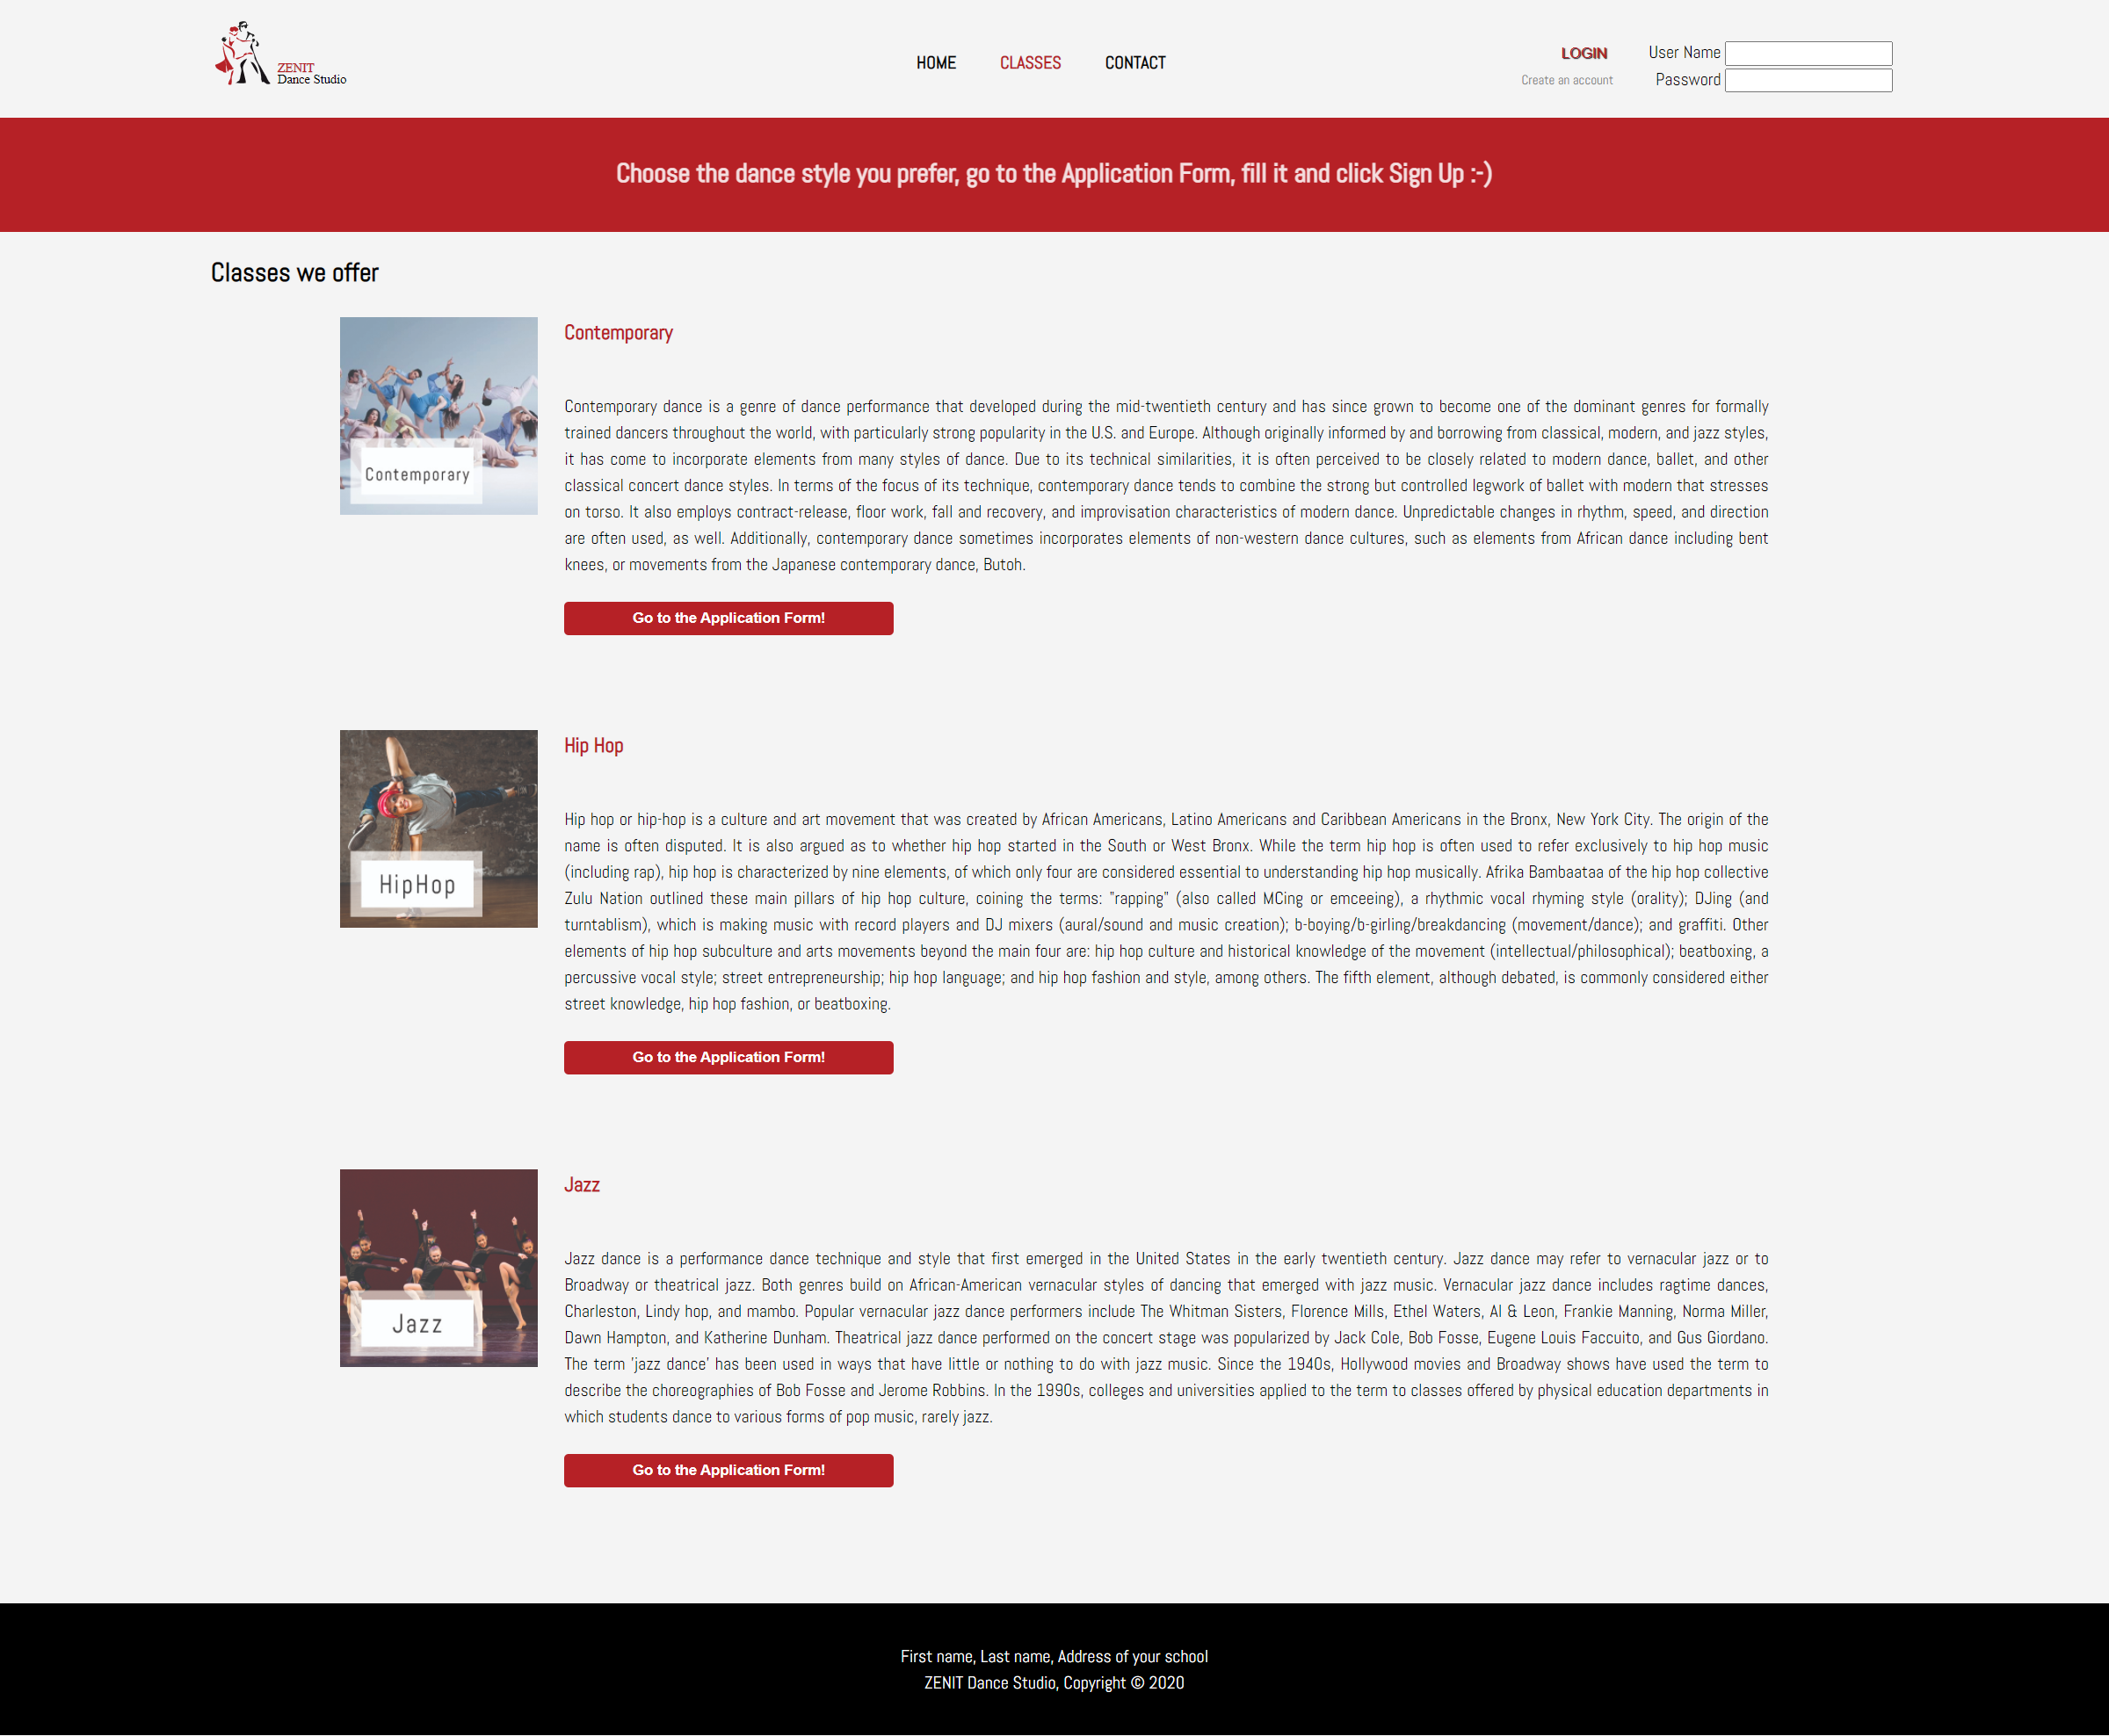 ZENIT
Dance Studio
HOME CLASSES CONTACT
LOGIN
Create an account
User Name
Password
Choose the dance style you prefer, go to the Application Form, fill it and click Sign Up :-)
Classes we offer
Contemporary
Contemporary
Contemporary dance is a genre of dance performance that developed during the mid-twentieth century and has since grown to become one of the dominant genres for formally
trained dancers throughout the world, with particularly strong popularity in the U.S. and Europe. Although originally informed by and borrowing from classical, modern, and jazz styles,
it has come to incorporate elements from many styles of dance. Due to its technical similarities, it is often perceived to be closely related to modern dance, ballet, and other
classical concert dance styles. In terms of the focus of its technique, contemporary dance tends to combine the strong but controlled legwork of ballet with modern that stresses
on torso. It also employs contract-release, floor work, fall and recovery, and improvisation characteristics of modern dance. Unpredictable changes in rhythm, speed, and direction
are often used, as well. Additionally, contemporary dance sometimes incorporates elements of non-western dance cultures, such as elements from African dance including bent
knees, or movements from the Japanese contemporary dance, Butoh.
Go to the Application Form!
HipHop
Hip Hop
Hip hop or hip-hop is a culture and art movement that was created by African Americans, Latino Americans and Caribbean Americans in the Bronx, New York City. The origin of the
name is often disputed. It is also argued as to whether hip hop started in the South or West Bronx. While the term hip hop is often used to refer exclusively to hip hop music
(including rap), hip hop is characterized by nine elements, of which only four are considered essential to understanding hip hop musically. Afrika Bambaataa of the hip hop collective
Zulu Nation outlined these main pillars of hip hop culture, coining the terms: "rapping" (also called MCing or emceeing), a rhythmic vocal rhyming style (orality); DJing (and
turntablism), which is making music with record players and DJ mixers (aural/sound and music creation); b-boying/b-girling/breakdancing (movement/dance); and graffiti. Other
elements of hip hop subculture and arts movements beyond the main four are: hip hop culture and historical knowledge of the movement (intellectual/philosophical); beatboxing, a
percussive vocal style; street entrepreneurship; hip hop language; and hip hop fashion and style, among others. The fifth element, although debated, is commonly considered either
street knowledge, hip hop fashion, or beatboxing.
Go to the Application Form!
Jazz
Jazz
Jazz dance is a performance dance technique and style that first emerged in the United States in the early twentieth century. Jazz dance may refer to vernacular jazz or to
Broadway or theatrical jazz. Both genres build on African-American vernacular styles of dancing that emerged with jazz music. Vernacular jazz dance includes ragtime dances,
Charleston, Lindy hop, and mambo. Popular vernacular jazz dance performers include The Whitman Sisters, Florence Mills, Ethel Waters, Al & Leon, Frankie Manning, Norma Miller,
Dawn Hampton, and Katherine Dunham. Theatrical jazz dance performed on the concert stage was popularized by Jack Cole, Bob Fosse, Eugene Louis Faccuito, and Gus Giordano.
The term 'jazz dance' has been used in ways that have little or nothing to do with jazz music. Since the 1940s, Hollywood movies and Broadway shows have used the term to
describe the choreographies of Bob Fosse and Jerome Robbins. In the 1990s, colleges and universities applied to the term to classes offered by physical education departments in
which students dance to various forms of pop music, rarely jazz.
Go to the Application Form!
First name, Last name, Address of your school
ZENIT Dance Studio, Copyright © 2020